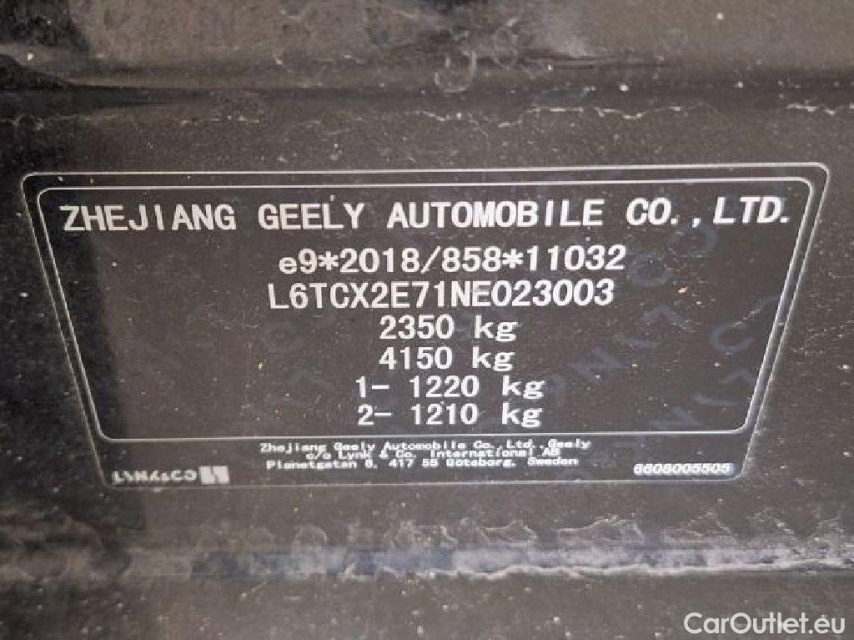 ZHEJIANG GEELY AUTOMOBILE CO.,LTD.
e9*2018/858*11032
L6TCX2E71NE023003
2350 kg
4150 kg
1- 1220 kg
2- 1210 kg
Zhejiang Geely Automobile Co.,Ltd.,Geely
c/o Lynk & Co. International AB
Planetgatan 6, 417 55 Göteborg, Sweden
LYNK&CO
6608005505
CarOutlet.eu